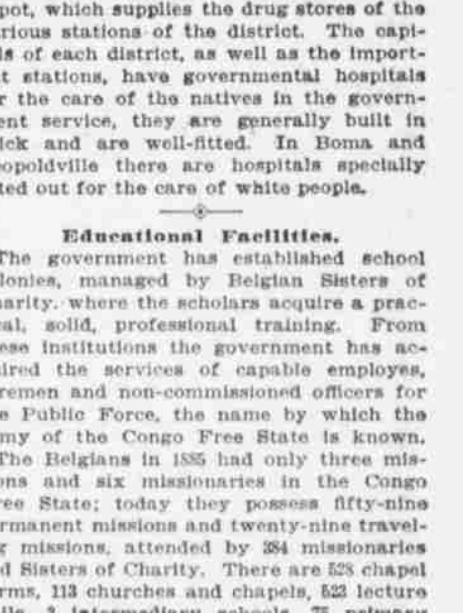 pot, which supplies the drug stores of the
rious stations of the district. The capi-
ls of each district, as well as the import-
t stations, have governmental hospitals
r the care of the natives in the govern-
ent service, they are generally built in
ick and are well-fitted. In Boma and
opoldville there are hospitals specially
ted out for the care of white people.
Educational Facilities.
The government has established school
lonies, managed by Belgian Sisters of
harity, where the scholars acquire a prac-
cal, solid, professional training. From
ese institutions the government has ac-
ired the services of capable employes,
remen and non-commissioned officers for
e Public Force, the name by which the
my of the Congo Free State is known.
The Belgians in 1885 had only three mis-
ons and six missionaries in the Congo
ree State; today they possess fifty-nine
rmanent missions and twenty-nine travel-
g missions, attended by 384 missionaries
d Sisters of Charity. There are 528 chapel
rms, 113 churches and chapels, 523 lecture
3 intermediary schools, 75 primary